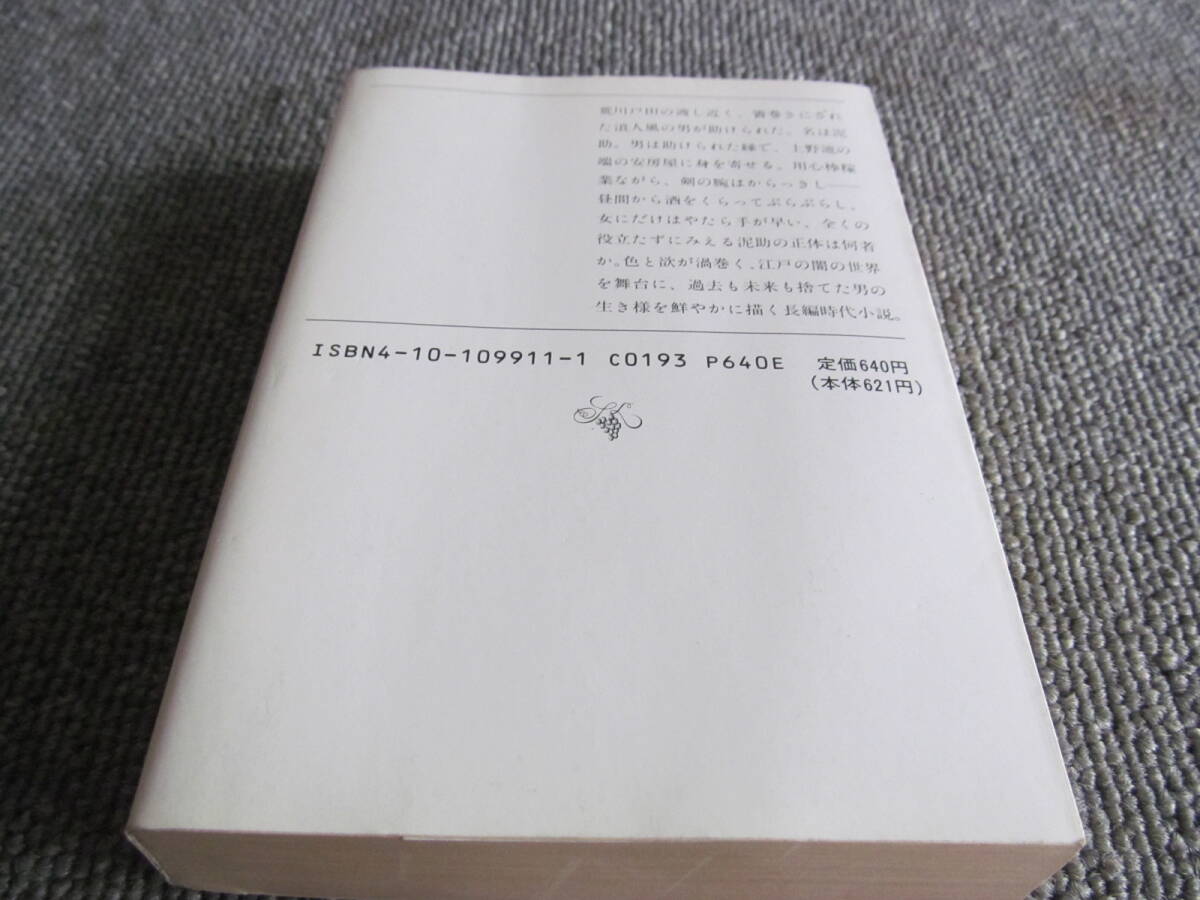 荒川戸田の渡し近く、簀巻きにされ
た浪人風の男が助けられた。名は泥
助。男は助けられた縁で、上野池の
端の安房屋に身を寄せる。用心棒稼
業ながら、剣の腕はからっきし——
昼間から酒をくらってぶらぶらし、
女にだけはやたら手が早い、全くの
役立たずにみえる泥助の正体は何者
か。色と欲が渦巻く、江戸の闇の世界
を舞台に、過去も未来も捨てた男の
生き様を鮮やかに描く長編時代小説。
ISBN4-10-109911-1 C0193 P640E 定価640円
(本体621円)